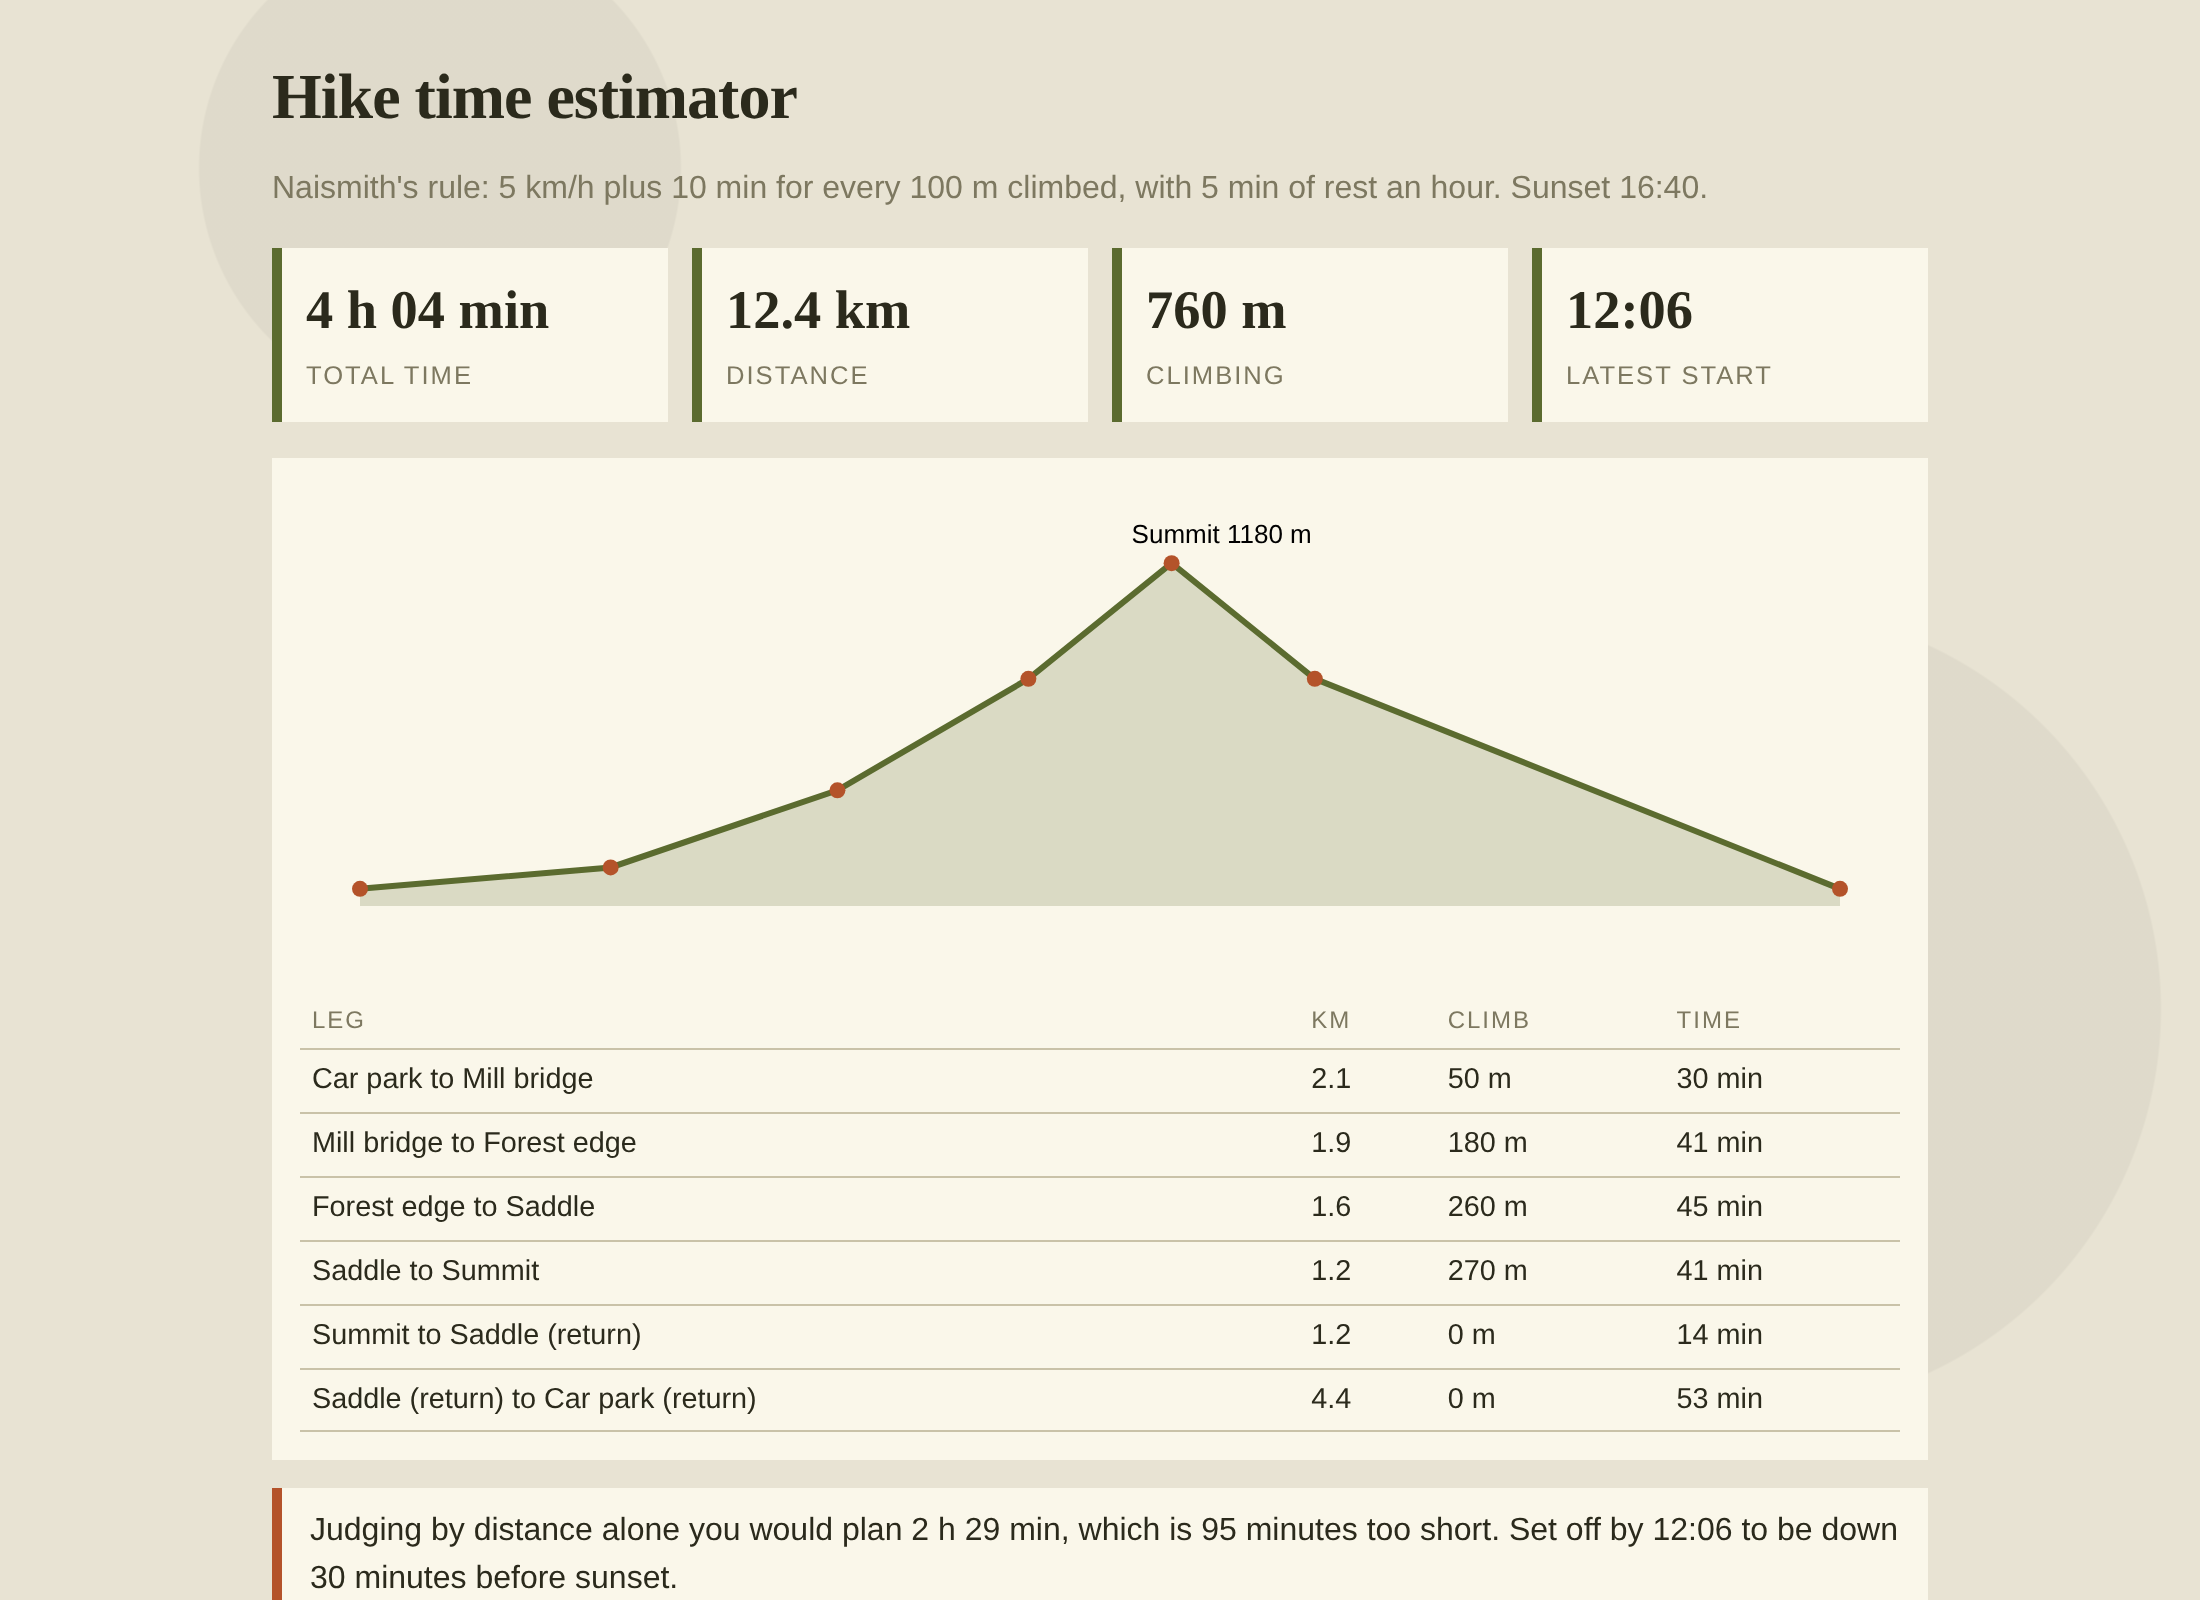 Hike time estimator
Naismith's rule: 5 km/h plus 10 min for every 100 m climbed, with 5 min of rest an hour. Sunset 16:40.
4 h 04 min
TOTAL TIME
12.4 km
DISTANCE
760 m
CLIMBING
12:06
LATEST START
Summit 1180 m
LEG KM CLIMB TIME
Car park to Mill bridge 2.1 50 m 30 min
Mill bridge to Forest edge 1.9 180 m 41 min
Forest edge to Saddle 1.6 260 m 45 min
Saddle to Summit 1.2 270 m 41 min
Summit to Saddle (return) 1.2 0 m 14 min
Saddle (return) to Car park (return) 4.4 0 m 53 min
Judging by distance alone you would plan 2 h 29 min, which is 95 minutes too short. Set off by 12:06 to be down
30 minutes before sunset.